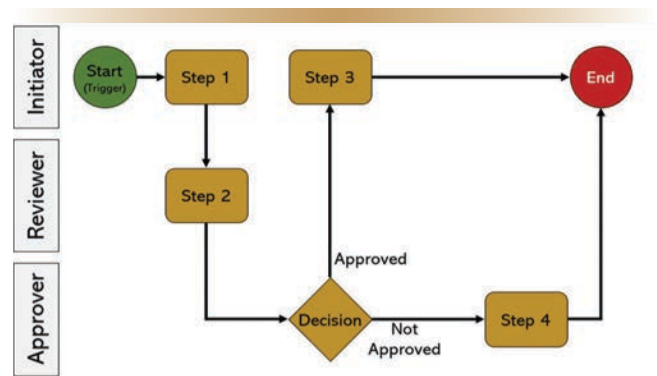 Initiator
Start
(Trigger)
Step 1
Step 3
End
Reviewer
Step 2
Approved
Approver
Decision
Not
Approved
Step 4